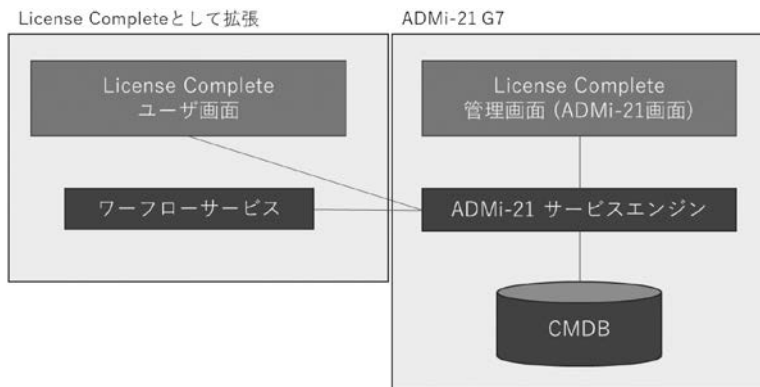 License Completeとして拡張
ADMi-21 G7
License Complete
ユーザ画面
License Complete
管理画面 (ADMi-21画面)
ワーフローサービス
ADMi-21 サービスエンジン
CMDB